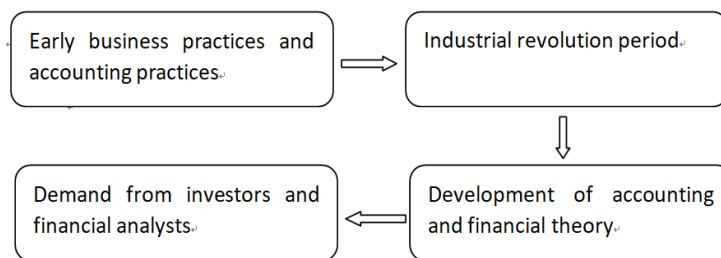 Early business practices and
accounting practices
Industrial revolution period
Development of accounting
and financial theory
Demand from investors and
financial analysts